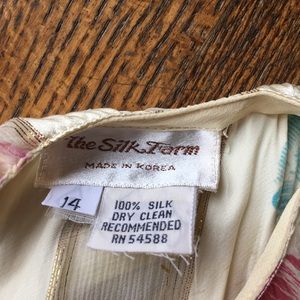 The Silk Farm
MADE IN KOREA
14
100% SILK
DRY CLEAN
RECOMMENDED
RN 54588